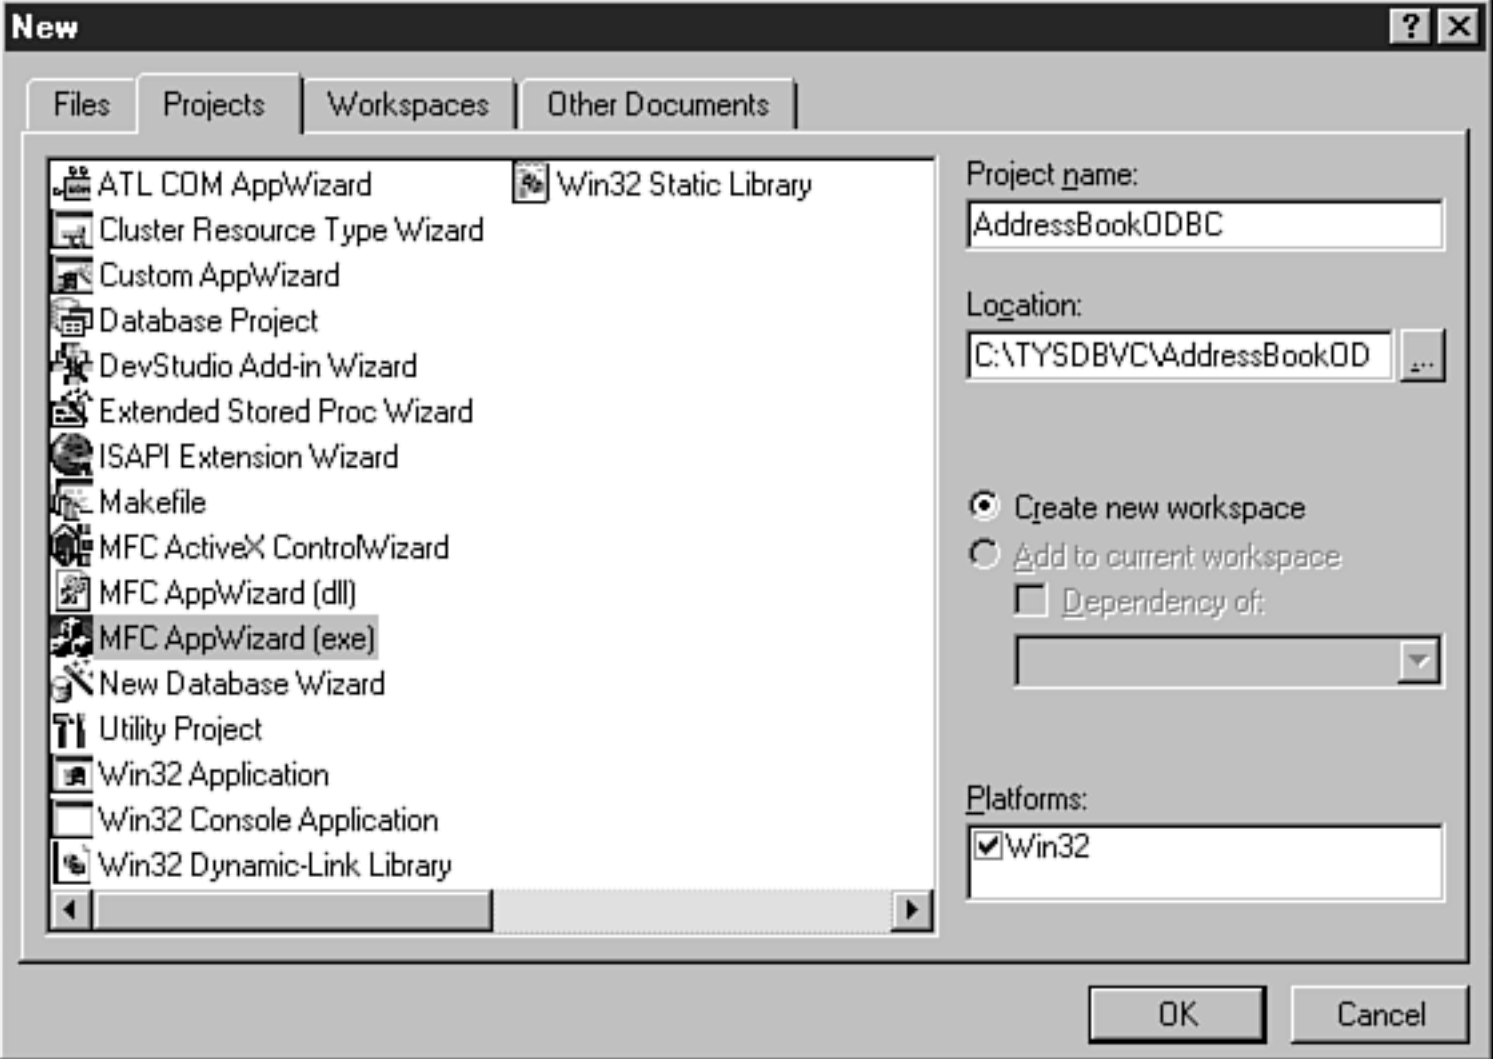 New
Files
Projects
Workspaces
Other Documents
ATL COM AppWizard
Cluster Resource Type Wizard
Custom AppWizard
Database Project
DevStudio Add-in Wizard
Extended Stored Proc Wizard
ISAPI Extension Wizard
Makefile
MFC ActiveX ControlWizard
MFC AppWizard (dll)
MFC AppWizard (exe)
New Database Wizard
Utility Project
Win32 Application
Win32 Console Application
Win32 Dynamic-Link Library
Win32 Static Library
Project name:
AddressBookODBC
Location:
C:\TYSDBVC\AddressBookOD
...
Create new workspace
Add to current workspace
Dependency of:
Platforms:
Win32
OK
Cancel